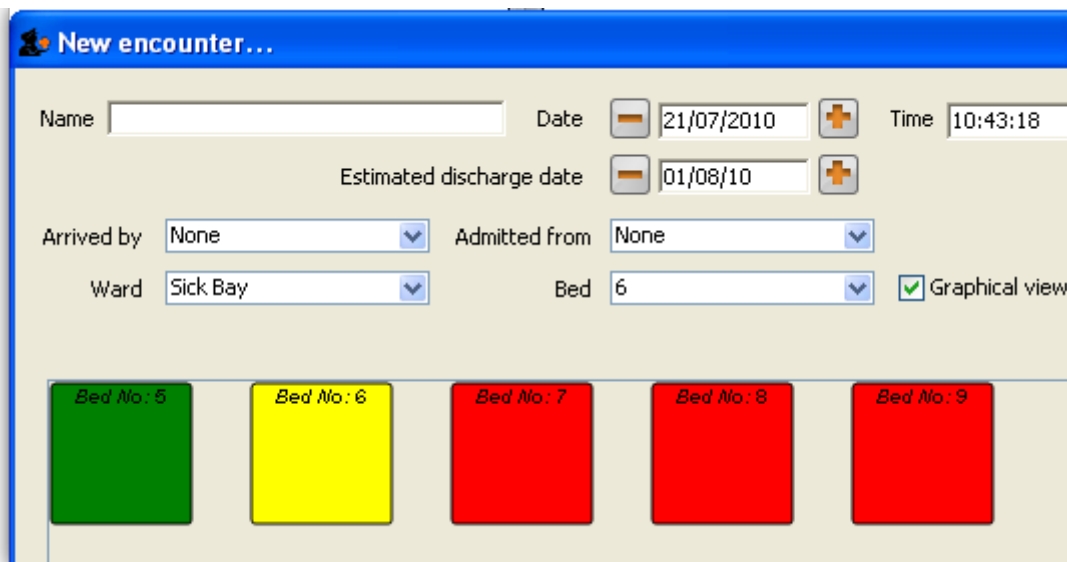 New encounter...
Name Date 21/07/2010 Time 10:43:18
Estimated discharge date 01/08/10
Arrived by None Admitted from None
Ward Sick Bay Bed 6 Graphical view
Bed No: 5 Bed No: 6 Bed No: 7 Bed No: 8 Bed No: 9